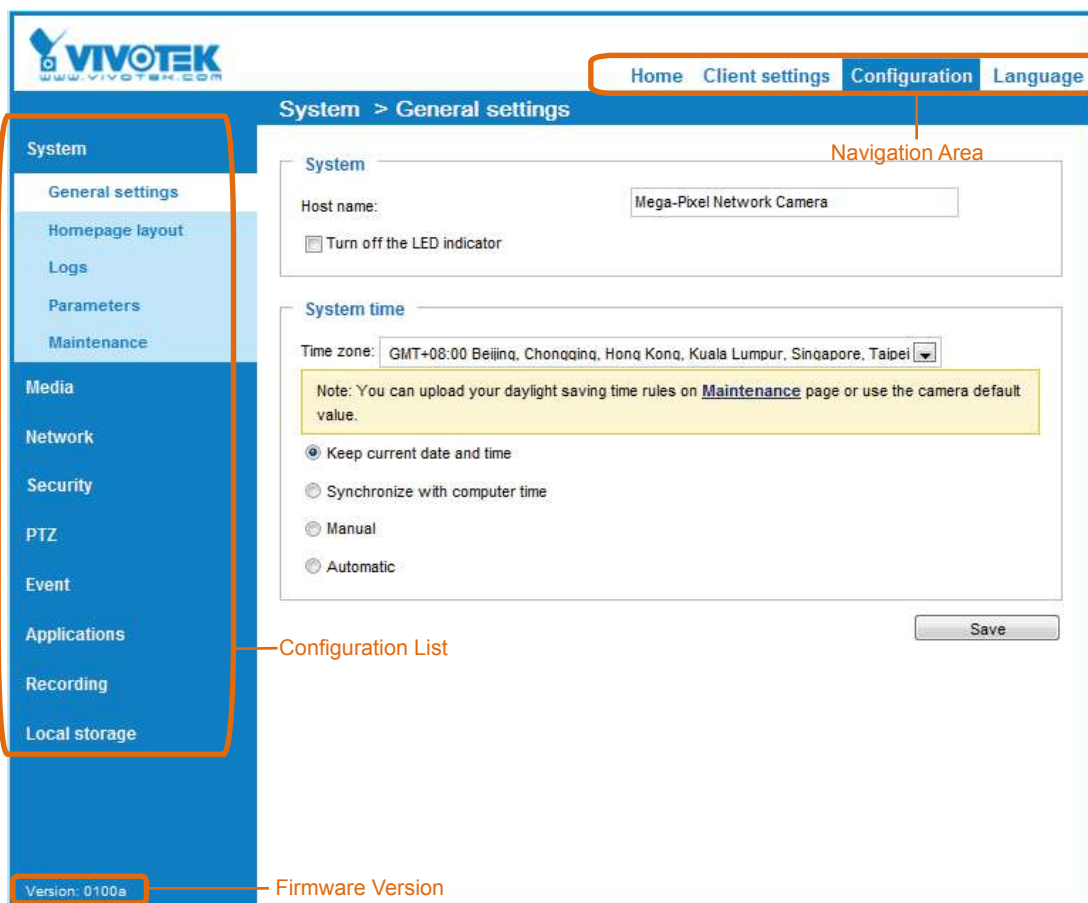 VIVOTEK
www.vivotek.com
Home Client settings Configuration Language
System > General settings
Navigation Area
System
General settings
Homepage layout
Logs
Parameters
Maintenance
Media
Network
Security
PTZ
Event
Applications
Recording
Local storage
Configuration List
System
Host name: Mega-Pixel Network Camera
Turn off the LED indicator
System time
Time zone: GMT+08:00 Beijing, Chongqing, Hong Kong, Kuala Lumpur, Singapore, Taipei
Note: You can upload your daylight saving time rules on Maintenance page or use the camera default
value.
Keep current date and time
Synchronize with computer time
Manual
Automatic
Save
Version: 0100a
Firmware Version